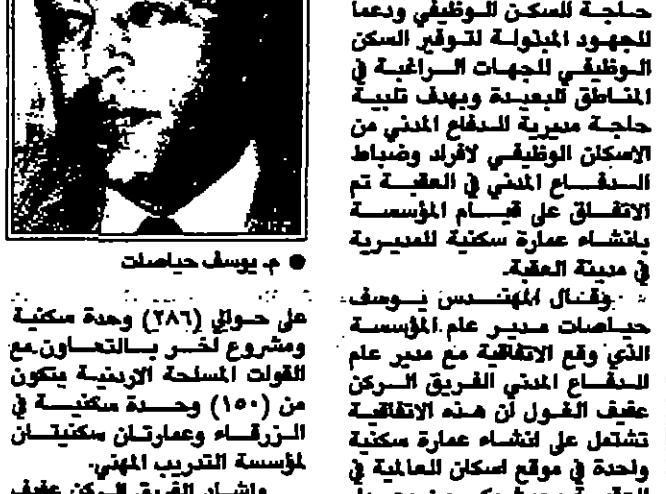 حاجة للسكن الوظيفي ودعما
للجهود المبذولة لتوفير السكن
الوظيفي للجهات الراغبة في
المناطق البعيدة وبهدف تلبية
حاجة مديرية الدفاع المدني من
الاسكان الوظيفي لافراد وضباط
الدفاع المدني في العقبة تم
الاتفاق على قيام المؤسسة
بانشاء عمارة سكنية للمديرية
في مدينة العقبة.
وقال المهندس يوسف
حياصات مدير عام المؤسسة
الذي وقع الاتفاقية مع مدير عام
الدفاع المدني الفريق الركن
عفيف الغول أن هذه الاتفاقية
تشتمل على انشاء عمارة سكنية
واحدة في موقع اسكان العالمية في
م. يوسف حياصات
على حوالي (٢٨٦) وحدة سكنية
ومشروع آخر بالتعاون مع
القوات المسلحة الاردنية يتكون
من (١٥٠) وحدة سكنية في
الزرقاء وعمارتان سكنيتان
لمؤسسة التدريب المهني.
واشار الفريق الركن عفيف